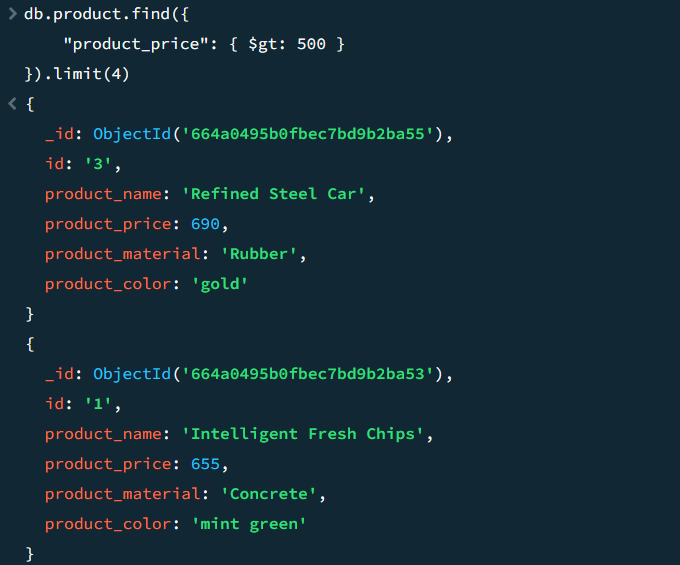 > db.product.find({
"product_price": { $gt: 500 }
}).limit(4)
< {
_id: ObjectId('664a0495b0fbec7bd9b2ba55'),
id: '3',
product_name: 'Refined Steel Car',
product_price: 690,
product_material: 'Rubber',
product_color: 'gold'
}
{
_id: ObjectId('664a0495b0fbec7bd9b2ba53'),
id: '1',
product_name: 'Intelligent Fresh Chips',
product_price: 655,
product_material: 'Concrete',
product_color: 'mint green'
}